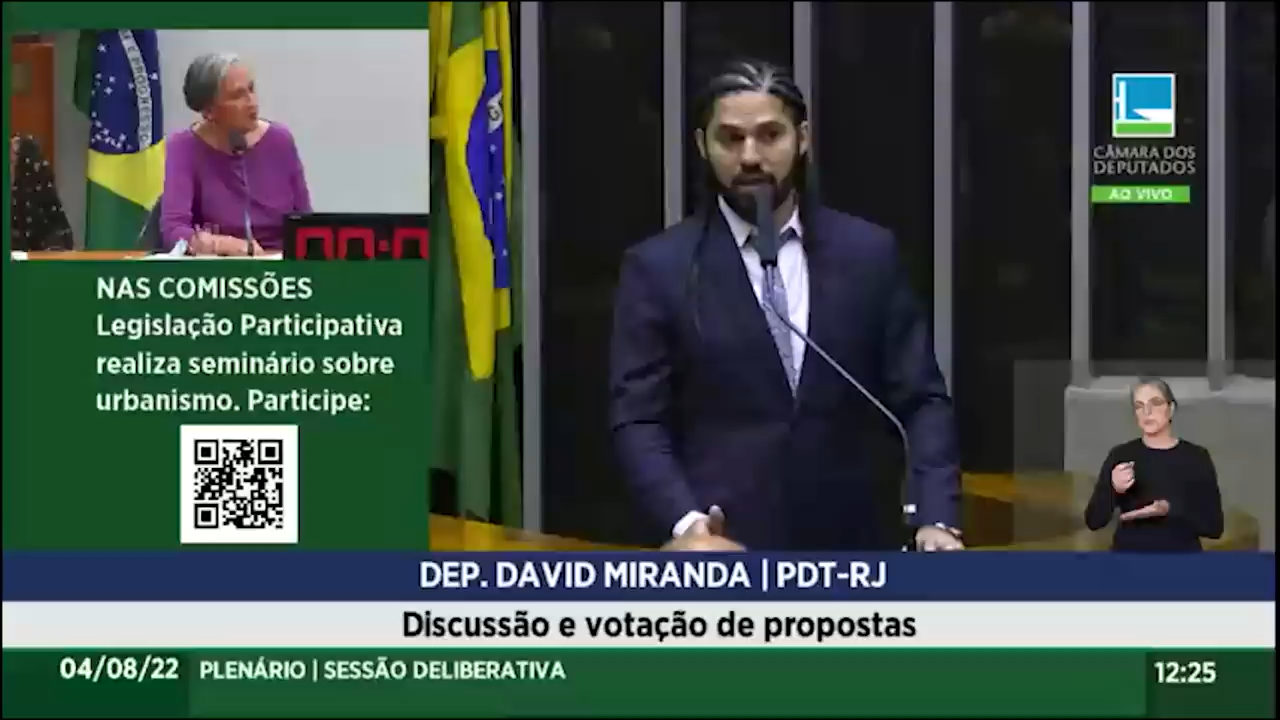 NAS COMISSÕES
Legislação Participativa
realiza seminário sobre
urbanismo. Participe:
CÂMARA DOS
DEPUTADOS
AO VIVO
DEP. DAVID MIRANDA | PDT-RJ
Discussão e votação de propostas
04/08/22 PLENÁRIO | SESSÃO DELIBERATIVA 12:25